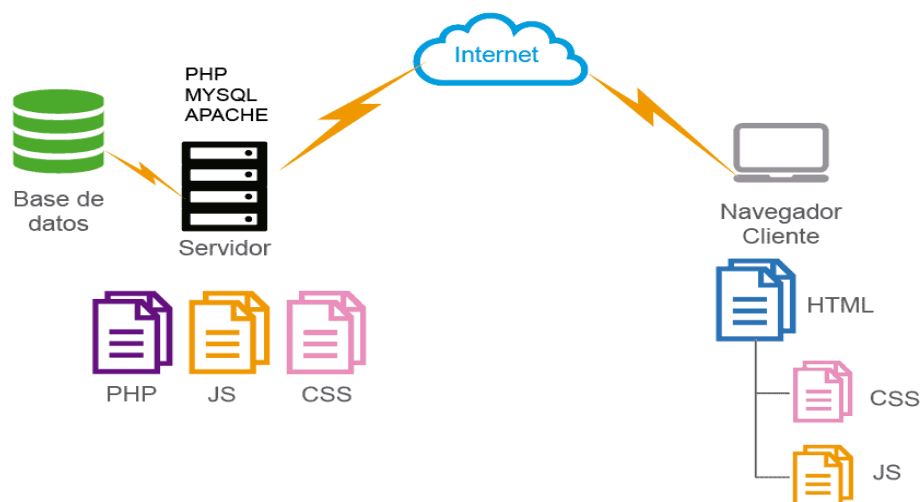 Internet
PHP
MYSQL
APACHE
Base de
datos
Servidor
Navegador
Cliente
PHP
JS
CSS
HTML
CSS
JS